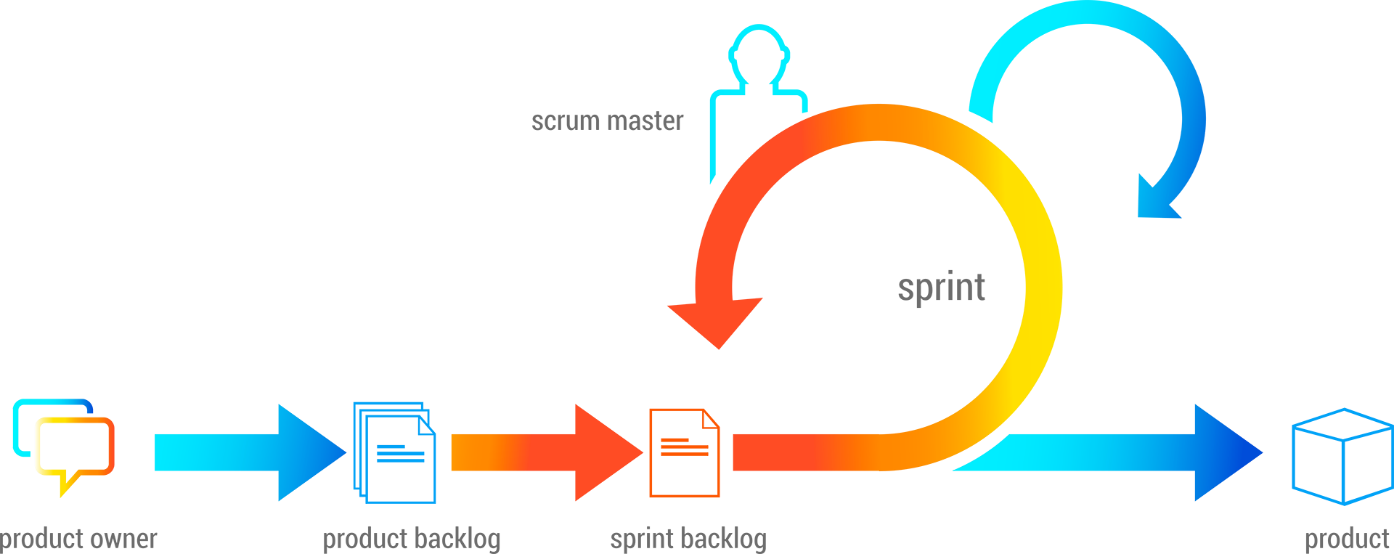 scrum master
sprint
product owner
product backlog
sprint backlog
product